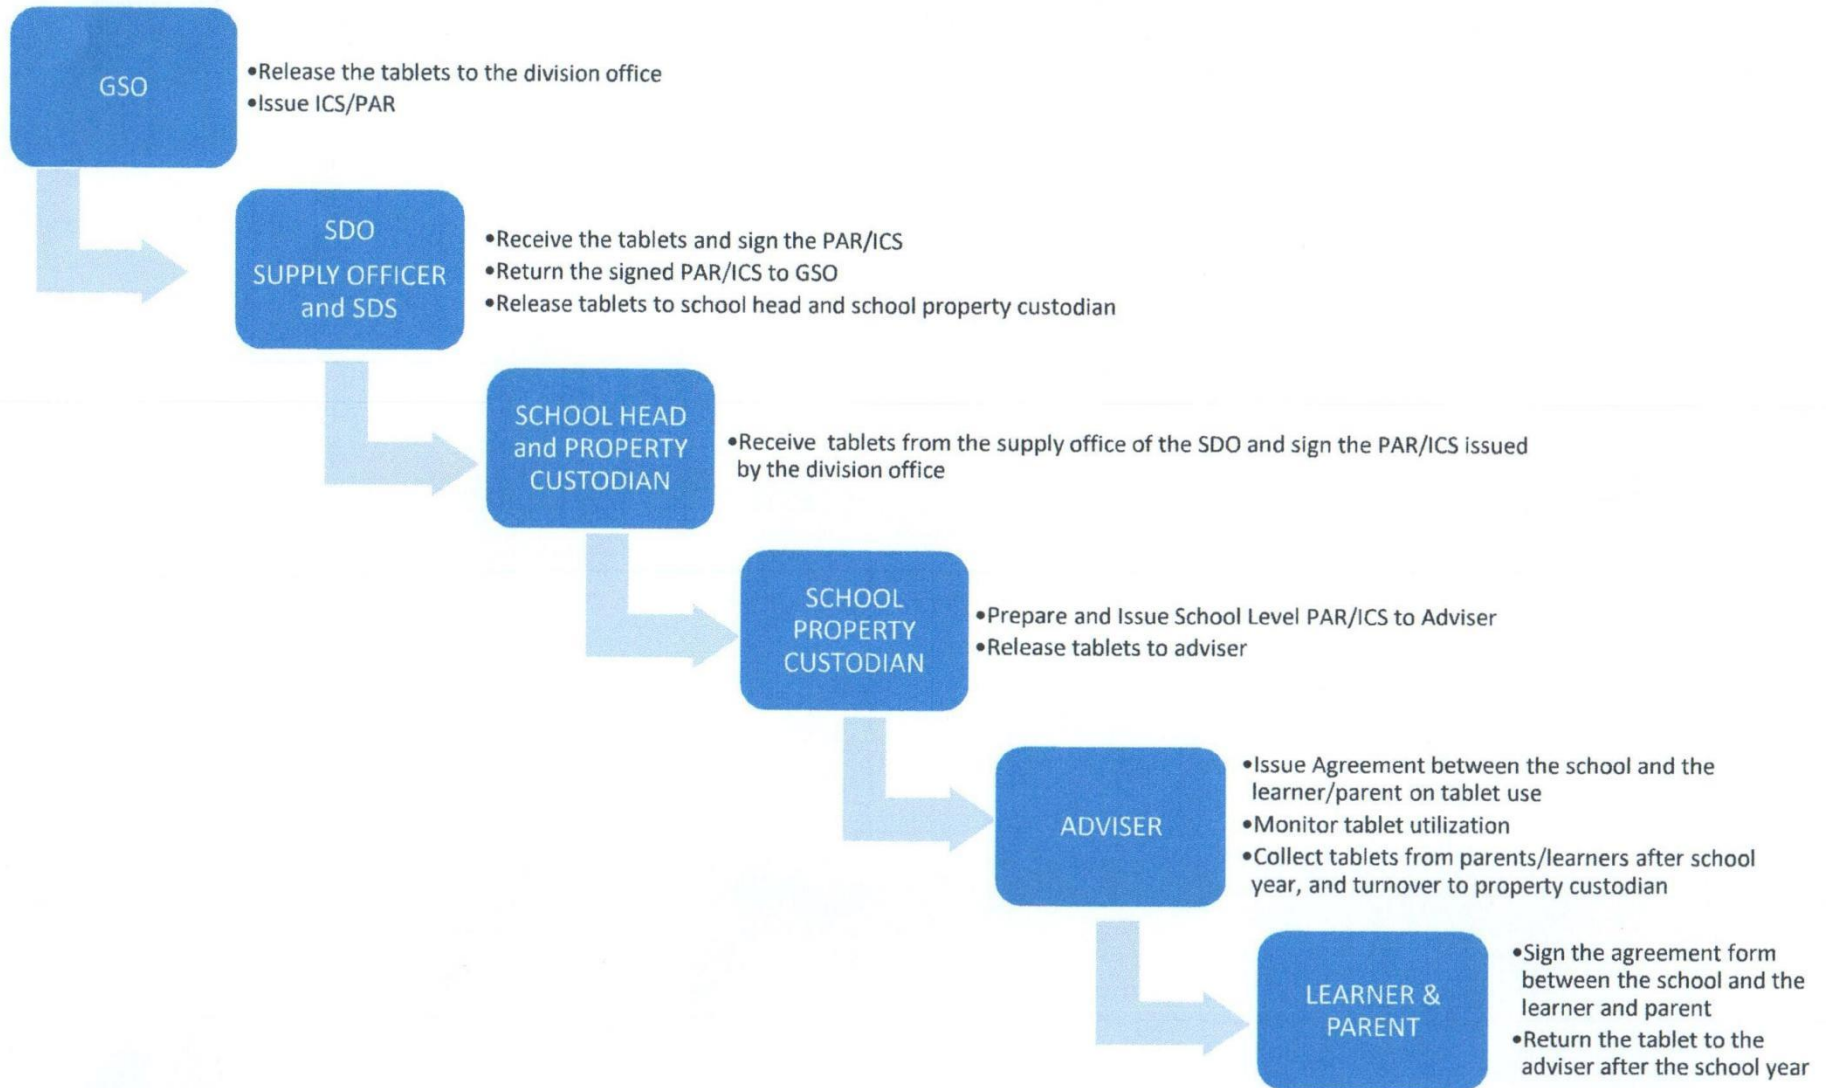 GSO
•Release the tablets to the division office
•Issue ICS/PAR
SDO
SUPPLY OFFICER
and SDS
•Receive the tablets and sign the PAR/ICS
•Return the signed PAR/ICS to GSO
•Release tablets to school head and school property custodian
SCHOOL HEAD
and PROPERTY
CUSTODIAN
•Receive tablets from the supply office of the SDO and sign the PAR/ICS issued
by the division office
SCHOOL
PROPERTY
CUSTODIAN
•Prepare and Issue School Level PAR/ICS to Adviser
•Release tablets to adviser
ADVISER
•Issue Agreement between the school and the
learner/parent on tablet use
•Monitor tablet utilization
•Collect tablets from parents/learners after school
year, and turnover to property custodian
LEARNER &
PARENT
•Sign the agreement form
between the school and the
learner and parent
•Return the tablet to the
adviser after the school year